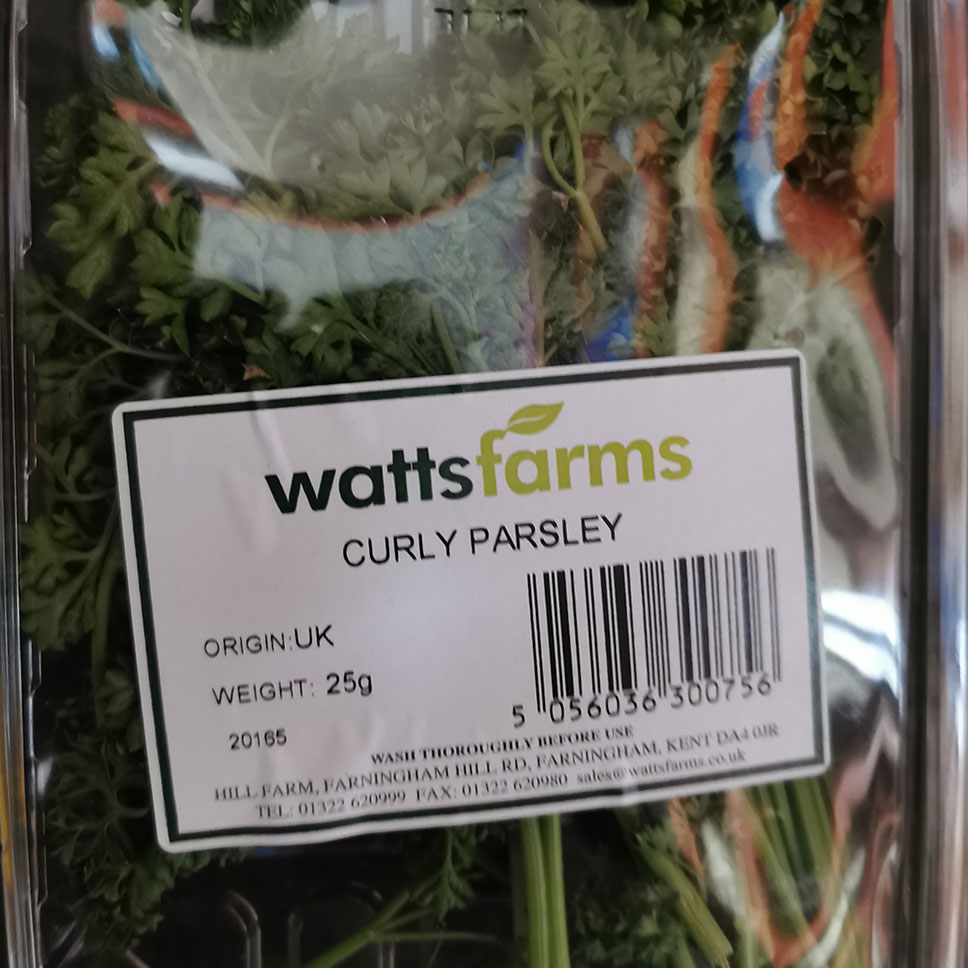 wattsfarms
CURLY PARSLEY
ORIGIN:UK
WEIGHT: 25g
20165
5 056036 300756
WASH THOROUGHLY BEFORE USE
HILL FARM, FARNINGHAM HILL RD, FARNINGHAM, KENT DA4 0JR
TEL: 01322 620999 FAX: 01322 620980 sales@wattsfarms.co.uk